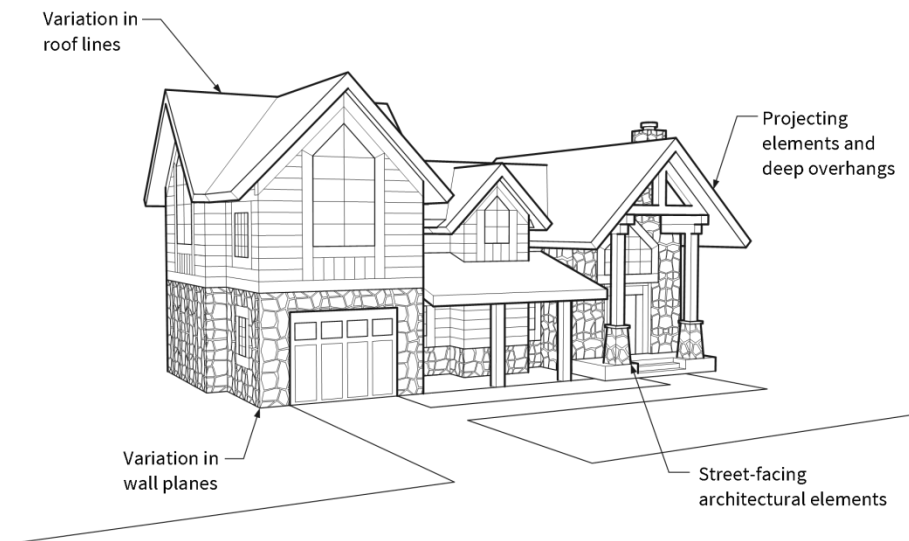 Variation in
roof lines
Projecting
elements and
deep overhangs
Variation in
wall planes
Street-facing
architectural elements